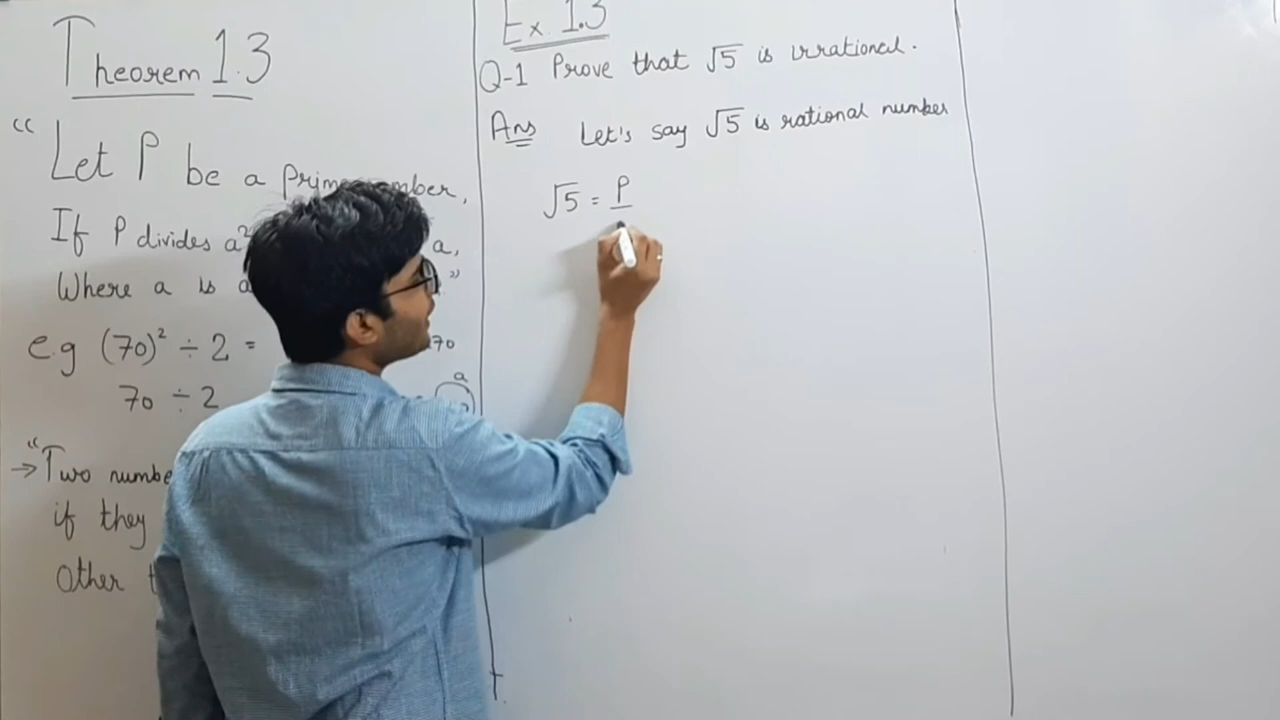 Theorem 1.3
“
Let P be a prime number,
If P divides a² a,
Where a is a ”
e.g (70)² ÷ 2 = 70
70 ÷ 2
a
“
→ Two numbe
if they
Other t
Ex. 1.3
Q-1 Prove that √5 is irrational.
Ans Let's say √5 is rational number
√5 = P